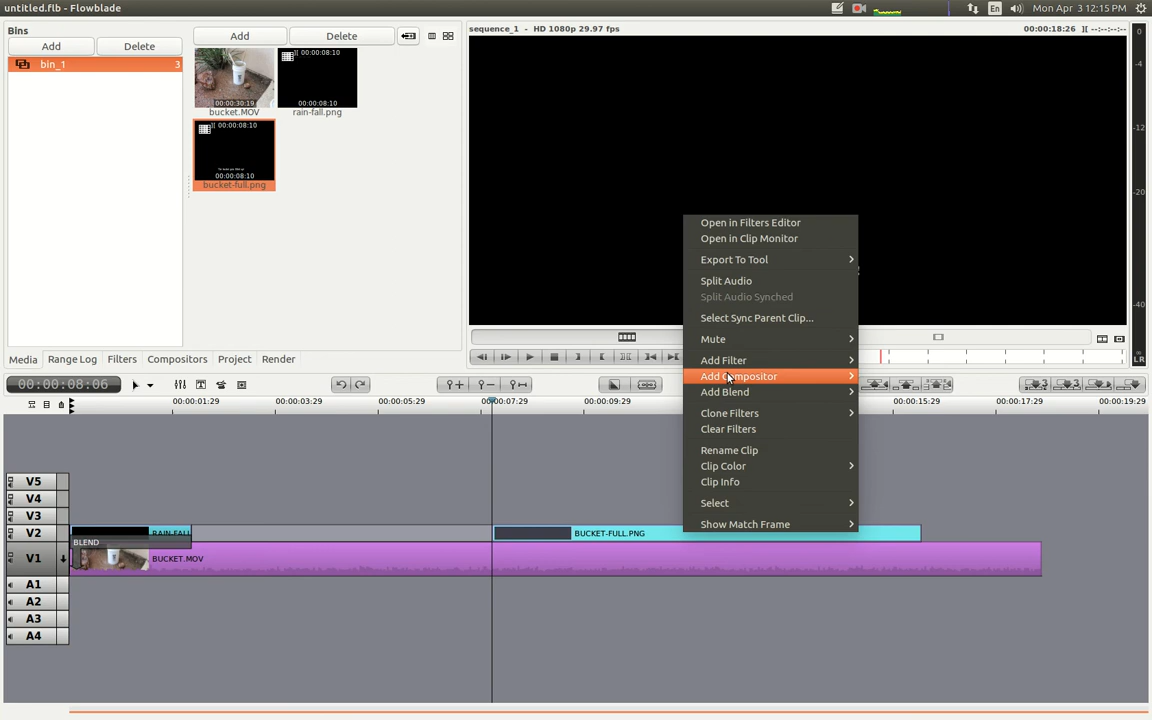 untitled.flb - Flowblade
En
Mon Apr 3 12:15 PM
Bins
Add
Delete
bin_1
3
Add
Delete
00:00:30:19
bucket.MOV
][ 00:00:08:10
00:00:08:10
rain-fall.png
][ 00:00:08:10
00:00:08:10
bucket-full.png
sequence_1 - HD 1080p 29.97 fps
00:00:18:26 ][ --:--:--:--
0
-4
-12
-20
-40
-∞
LR
Media
Range Log
Filters
Compositors
Project
Render
Open in Filters Editor
Open in Clip Monitor
Export To Tool
Split Audio
Split Audio Synched
Select Sync Parent Clip...
Mute
Add Filter
Add Compositor
Add Blend
Clone Filters
Clear Filters
Rename Clip
Clip Color
Clip Info
Select
Show Match Frame
00:00:08:06
00:00:01:29
00:00:03:29
00:00:05:29
00:00:07:29
00:00:09:29
00:00:15:29
00:00:17:29
00:00:19:29
V5
V4
V3
V2
RAIN-FALL
BLEND
BUCKET-FULL.PNG
V1
BUCKET.MOV
A1
A2
A3
A4